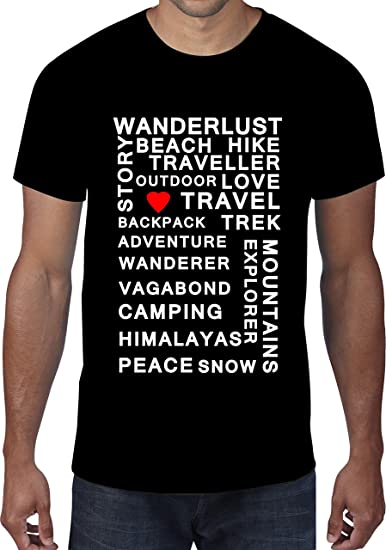 WANDERLUST
STORY
BEACH HIKE
TRAVELLER
OUTDOOR LOVE
TRAVEL
BACKPACK TREK
ADVENTURE
WANDERER
VAGABOND
CAMPING
HIMALAYAS
PEACE SNOW
EXPLORER
MOUNTAINS